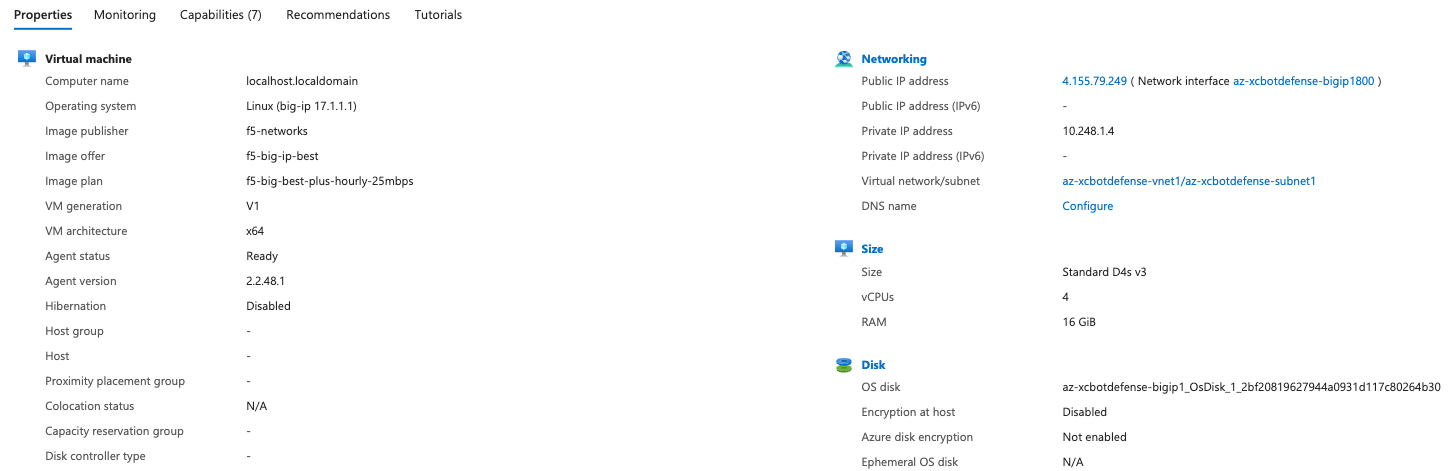 Properties Monitoring Capabilities (7) Recommendations Tutorials
Virtual machine
Computer name localhost.localdomain
Operating system Linux (big-ip 17.1.1.1)
Image publisher f5-networks
Image offer f5-big-ip-best
Image plan f5-big-best-plus-hourly-25mbps
VM generation V1
VM architecture x64
Agent status Ready
Agent version 2.2.48.1
Hibernation Disabled
Host group -
Host -
Proximity placement group -
Colocation status N/A
Capacity reservation group -
Disk controller type -
Networking
Public IP address 4.155.79.249 ( Network interface az-xcbotdefense-bigip1800 )
Public IP address (IPv6) -
Private IP address 10.248.1.4
Private IP address (IPv6) -
Virtual network/subnet az-xcbotdefense-vnet1/az-xcbotdefense-subnet1
DNS name Configure
Size
Size Standard D4s v3
vCPUs 4
RAM 16 GiB
Disk
OS disk az-xcbotdefense-bigip1_OsDisk_1_2bf20819627944a0931d117c80264b30
Encryption at host Disabled
Azure disk encryption Not enabled
Ephemeral OS disk N/A